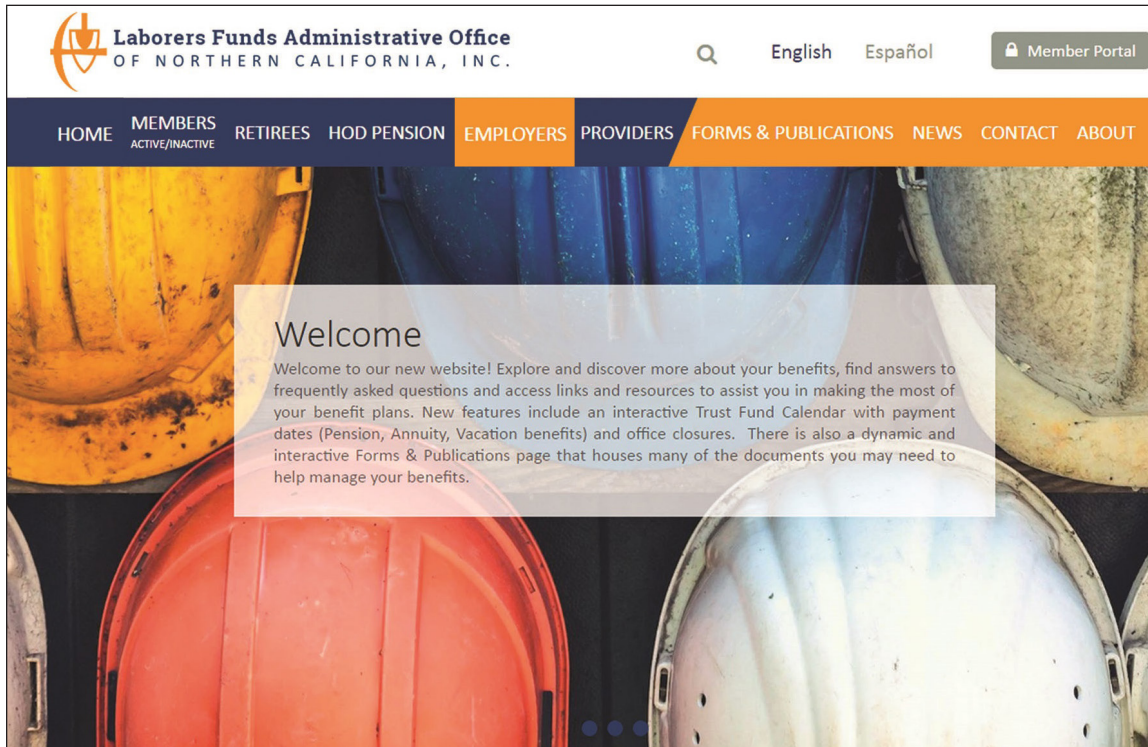 Laborers Funds Administrative Office
OF NORTHERN CALIFORNIA, INC.
English
Español
Member Portal
HOME
MEMBERS
ACTIVE/INACTIVE
RETIREES
HOD PENSION
EMPLOYERS
PROVIDERS
FORMS & PUBLICATIONS
NEWS
CONTACT
ABOUT
Welcome
Welcome to our new website! Explore and discover more about your benefits, find answers to
frequently asked questions and access links and resources to assist you in making the most of
your benefit plans. New features include an interactive Trust Fund Calendar with payment
dates (Pension, Annuity, Vacation benefits) and office closures. There is also a dynamic and
interactive Forms & Publications page that houses many of the documents you may need to
help manage your benefits.